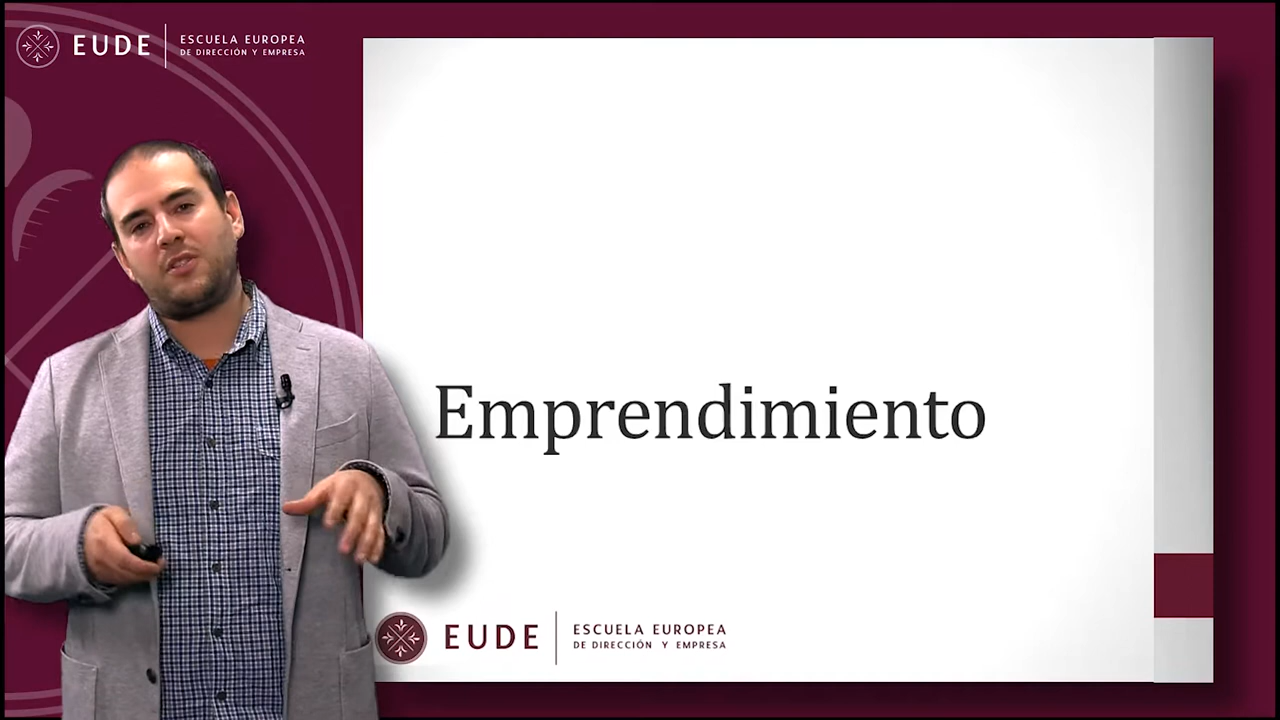 EUDE
ESCUELA EUROPEA
DE DIRECCIÓN Y EMPRESA
Emprendimiento
EUDE
ESCUELA EUROPEA
DE DIRECCIÓN Y EMPRESA